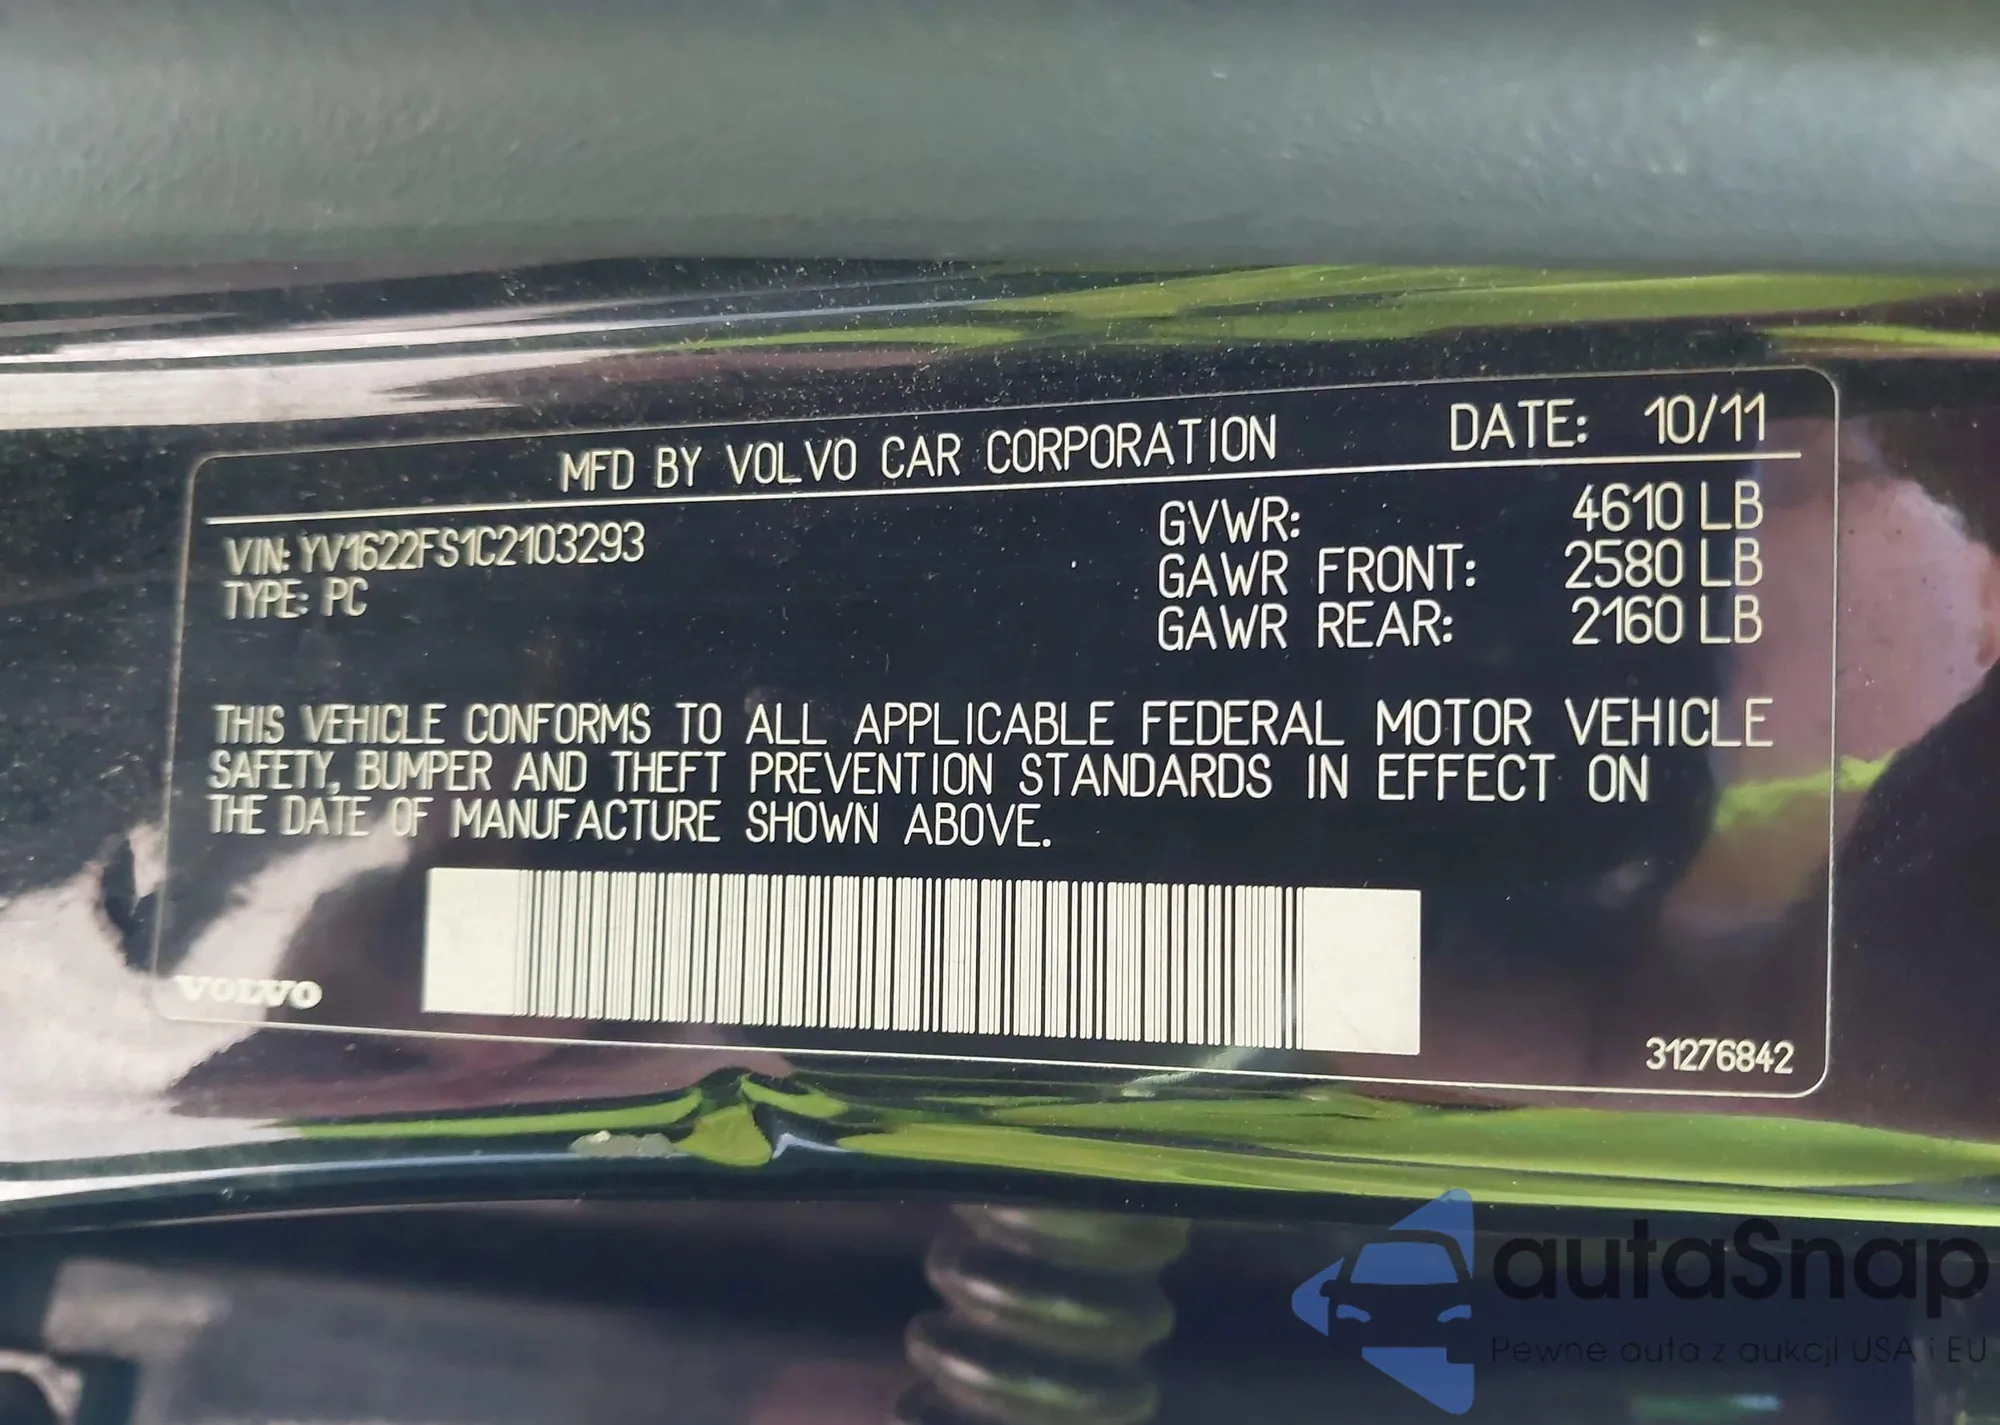 MFD BY VOLVO CAR CORPORATION DATE: 10/11
VIN: YV1622FS1C2103293
TYPE: PC
GVWR: 4610 LB
GAWR FRONT: 2580 LB
GAWR REAR: 2160 LB
THIS VEHICLE CONFORMS TO ALL APPLICABLE FEDERAL MOTOR VEHICLE
SAFETY, BUMPER AND THEFT PREVENTION STANDARDS IN EFFECT ON
THE DATE OF MANUFACTURE SHOWN ABOVE.
VOLVO
31276842
autaSnap
Pewne auta z aukcji USA i EU